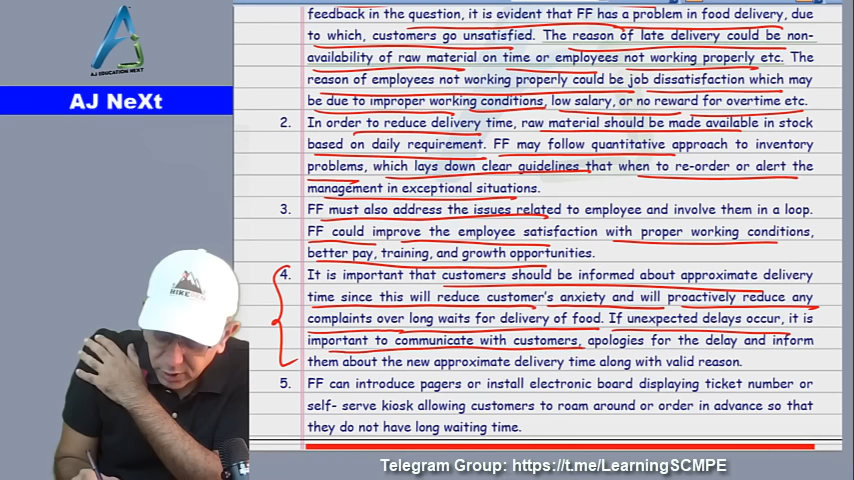 AJ EDUCATION NEXT
AJ NeXt
feedback in the question, it is evident that FF has a problem in food delivery, due
to which, customers go unsatisfied. The reason of late delivery could be non-
availability of raw material on time or employees not working properly etc. The
reason of employees not working properly could be job dissatisfaction which may
be due to improper working conditions, low salary, or no reward for overtime etc.
2. In order to reduce delivery time, raw material should be made available in stock
based on daily requirement. FF may follow quantitative approach to inventory
problems, which lays down clear guidelines that when to re-order or alert the
management in exceptional situations.
3. FF must also address the issues related to employee and involve them in a loop.
FF could improve the employee satisfaction with proper working conditions,
better pay, training, and growth opportunities.
4. It is important that customers should be informed about approximate delivery
time since this will reduce customer's anxiety and will proactively reduce any
complaints over long waits for delivery of food. If unexpected delays occur, it is
important to communicate with customers, apologies for the delay and inform
them about the new approximate delivery time along with valid reason.
5. FF can introduce pagers or install electronic board displaying ticket number or
self- serve kiosk allowing customers to roam around or order in advance so that
they do not have long waiting time.
Telegram Group: https://t.me/LearningSCMPE